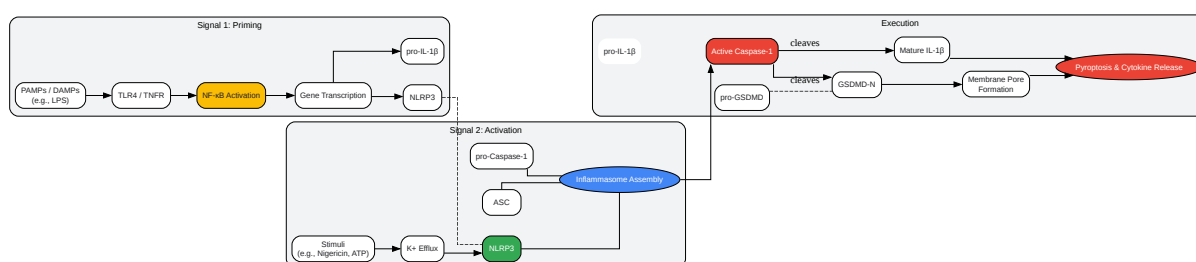 Signal 1: Priming
PAMPs / DAMPs
(e.g., LPS)
TLR4 / TNFR
NF-κB Activation
Gene Transcription
pro-IL-1β
NLRP3
Signal 2: Activation
pro-Caspase-1
ASC
Stimuli
(e.g., Nigericin, ATP)
K+ Efflux
NLRP3
Inflammasome Assembly
Execution
pro-IL-1β
Active Caspase-1
cleaves
Mature IL-1β
cleaves
pro-GSDMD
GSDMD-N
Membrane Pore
Formation
Pyroptosis & Cytokine Release